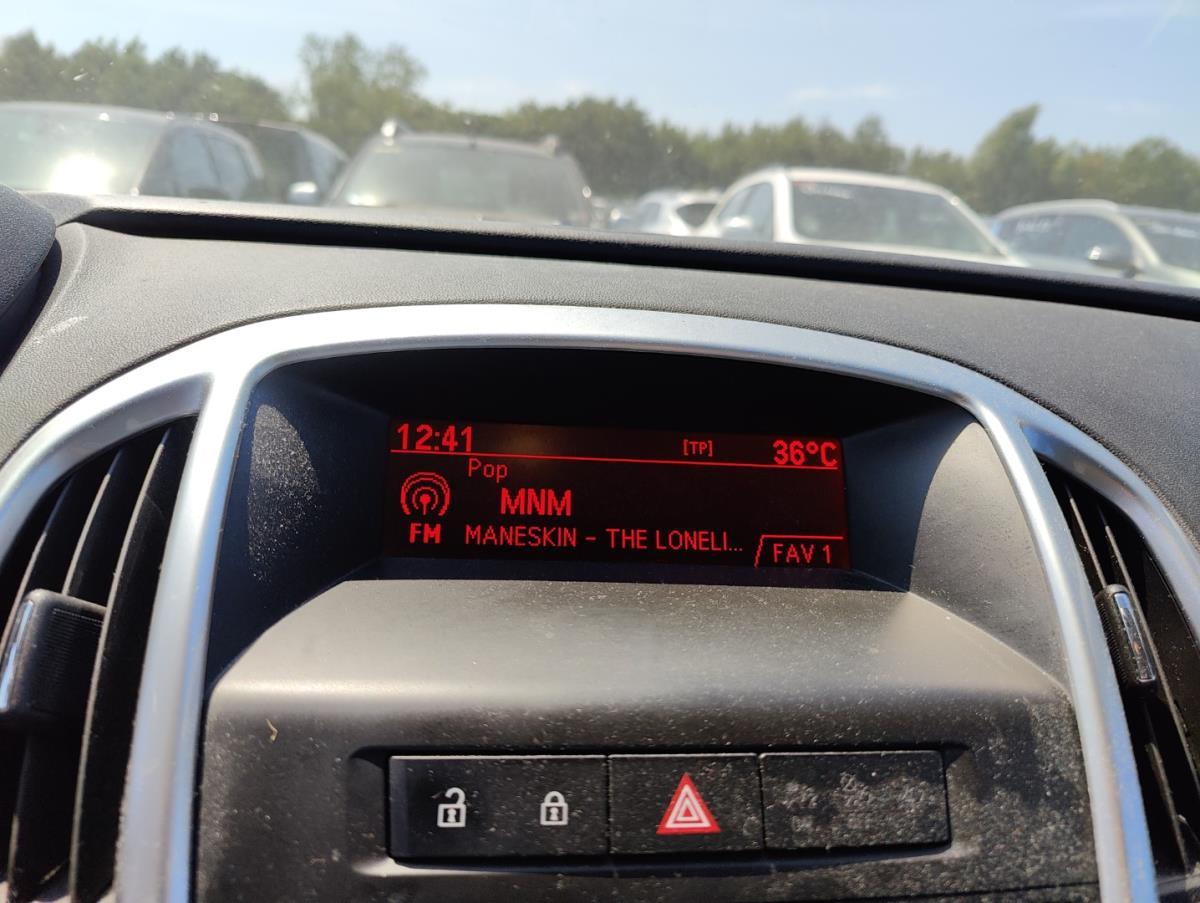 12:41 [TP] 36°C
Pop
MNM
FM MANESKIN - THE LONELI...
FAV 1